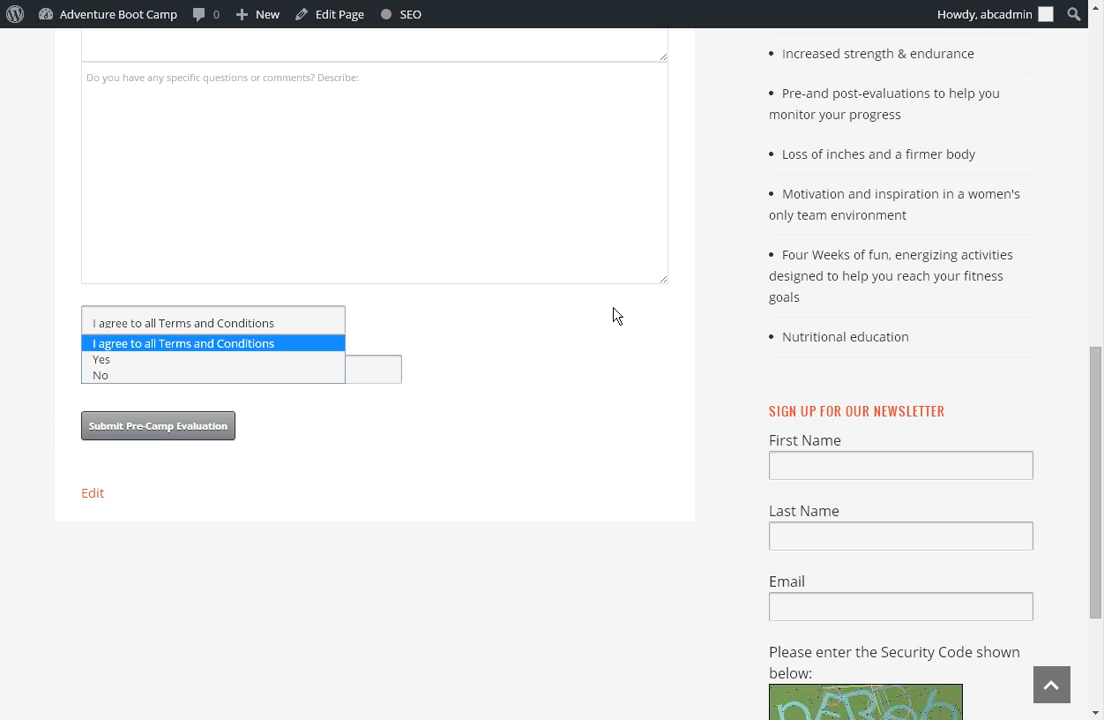 Adventure Boot Camp 0 New Edit Page SEO Howdy, abcadmin
Do you have any specific questions or comments? Describe:
I agree to all Terms and Conditions
I agree to all Terms and Conditions
Yes
No
Submit Pre-Camp Evaluation
Edit
• Increased strength & endurance
• Pre-and post-evaluations to help you
monitor your progress
• Loss of inches and a firmer body
• Motivation and inspiration in a women's
only team environment
• Four Weeks of fun, energizing activities
designed to help you reach your fitness
goals
• Nutritional education
SIGN UP FOR OUR NEWSLETTER
First Name
Last Name
Email
Please enter the Security Code shown
below: